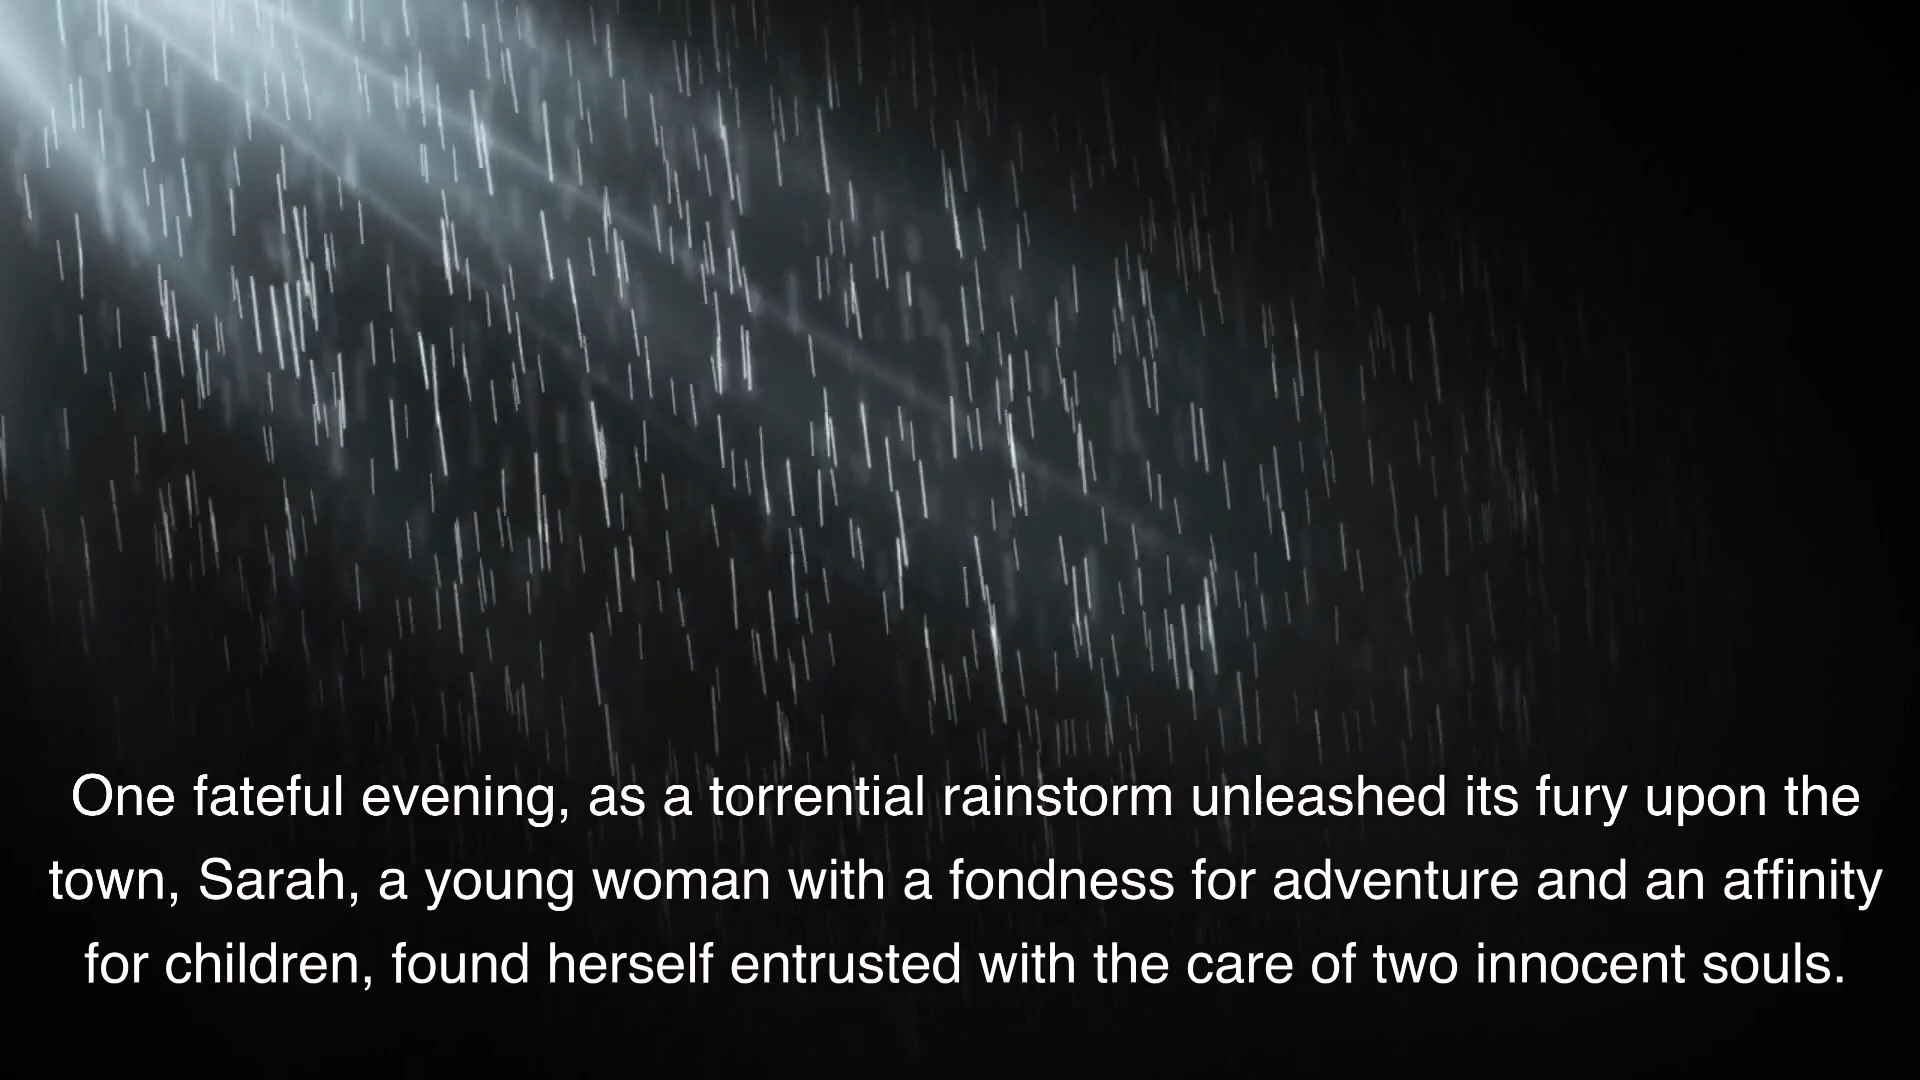 One fateful evening, as a torrential rainstorm unleashed its fury upon the
town, Sarah, a young woman with a fondness for adventure and an affinity
for children, found herself entrusted with the care of two innocent souls.